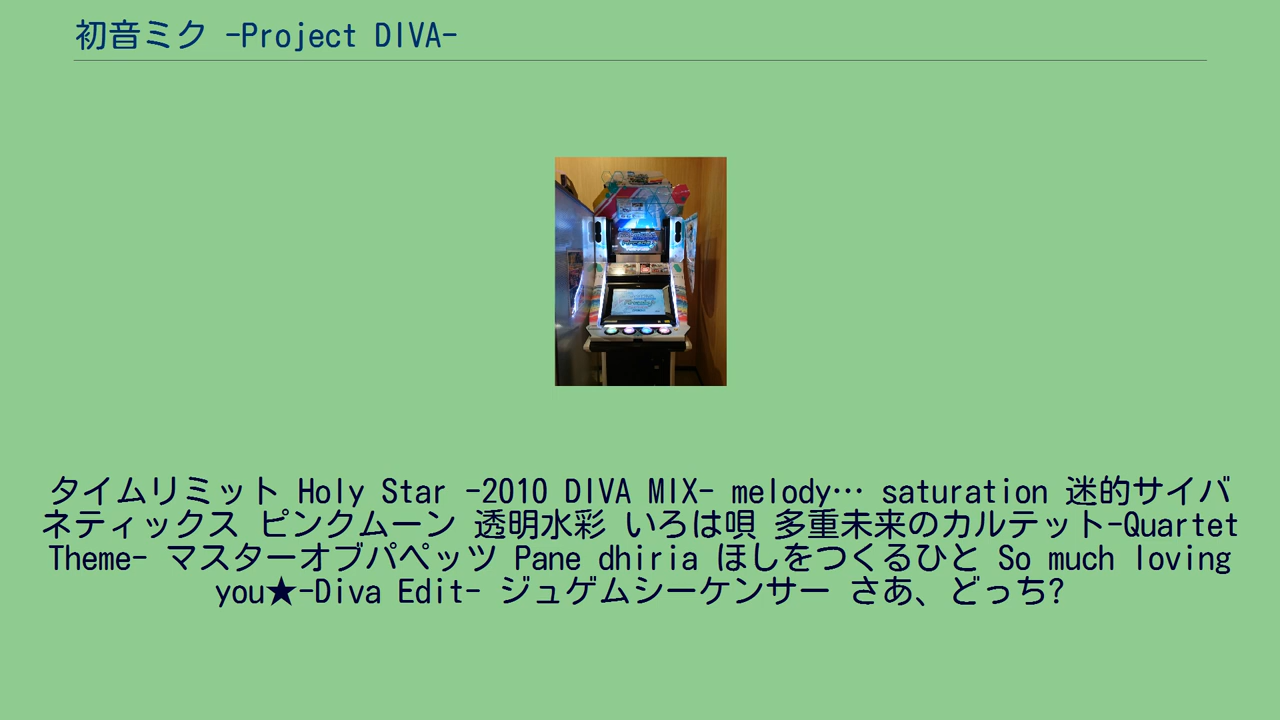 初音ミク -Project DIVA-
タイムリミット Holy Star -2010 DIVA MIX- melody… saturation 迷的サイバ
ネティックス ピンクムーン 透明水彩 いろは唄 多重未来のカルテット-Quartet
Theme- マスターオブパペッツ Pane dhiria ほしをつくるひと So much loving
you★-Diva Edit- ジュゲムシーケンサー さあ、どっち?